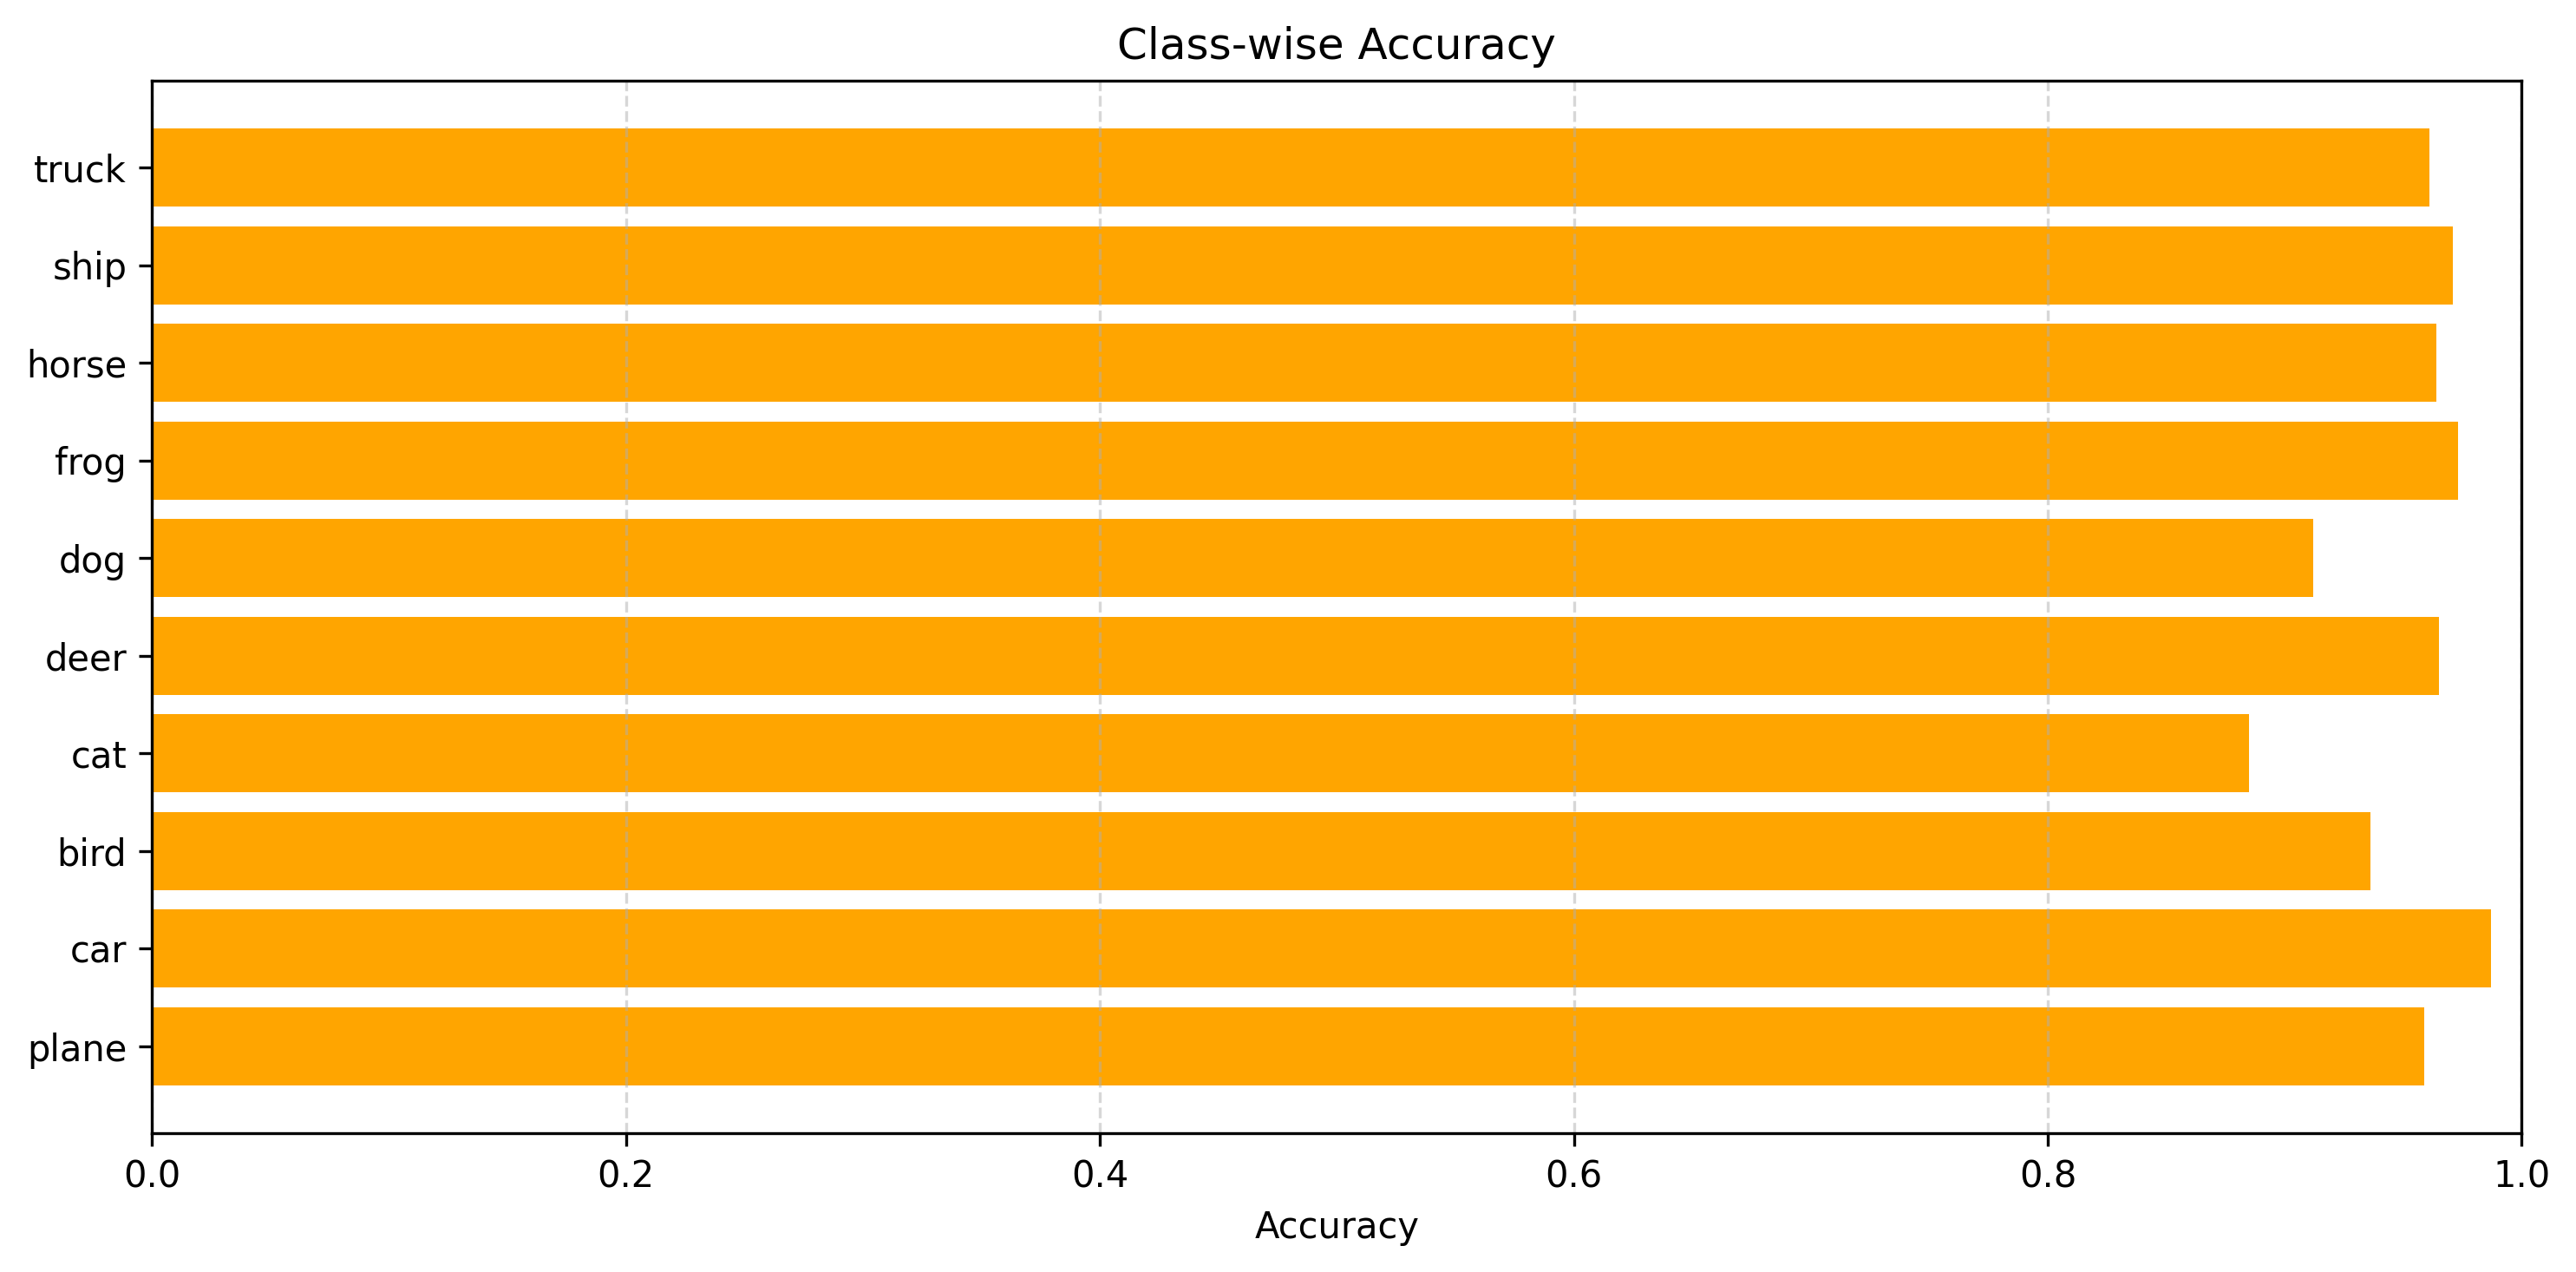 Class-wise Accuracy
truck
ship
horse
frog
dog
deer
cat
bird
car
plane
0.0 0.2 0.4 0.6 0.8 1.0
Accuracy